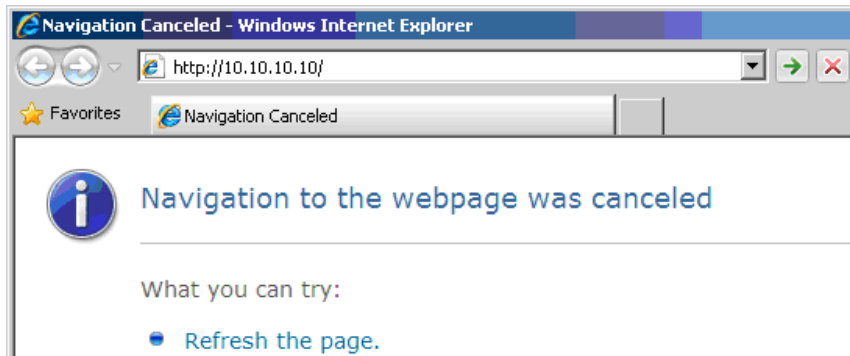 Navigation Canceled - Windows Internet Explorer
http://10.10.10.10/
Favorites
Navigation Canceled
Navigation to the webpage was canceled
What you can try:
Refresh the page.